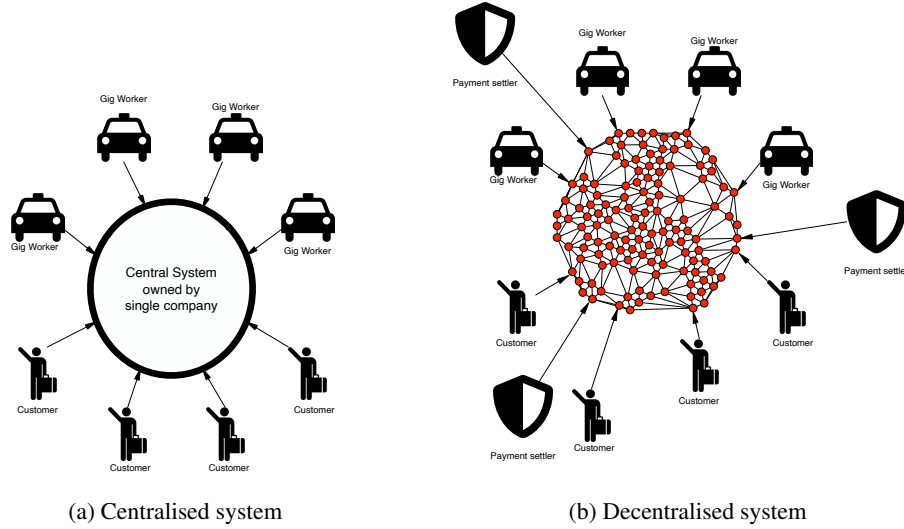 Gig Worker
Gig Worker
Gig Worker
Gig Worker
Central System
owned by
single company
Customer
Customer
Customer
Customer
(a) Centralised system
Payment settler
Gig Worker
Gig Worker
Gig Worker
Gig Worker
Payment settler
Customer
Customer
Customer
Customer
Payment settler
(b) Decentralised system